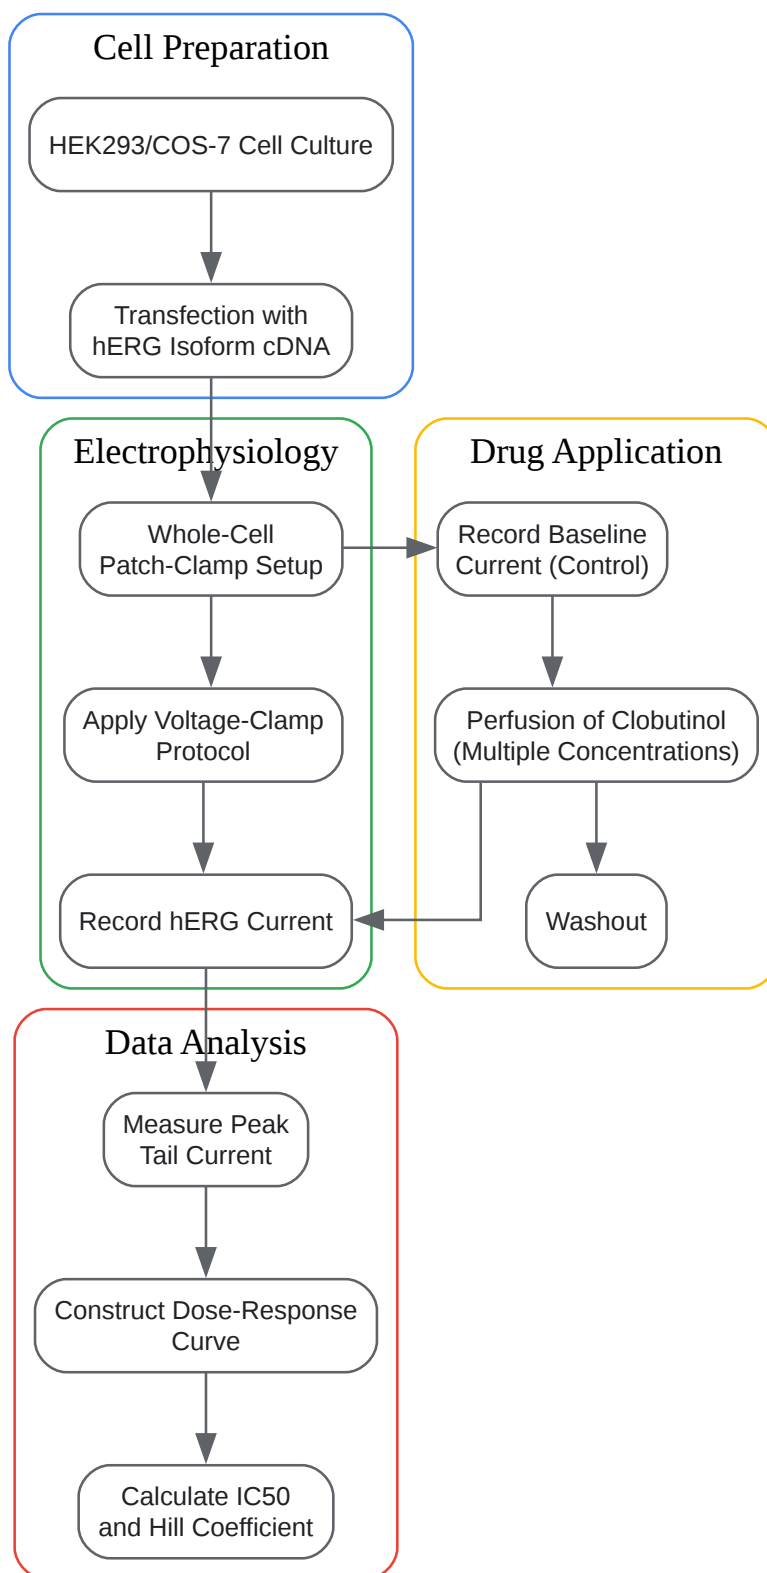 Cell Preparation
HEK293/COS-7 Cell Culture
Transfection with
hERG Isoform cDNA
Electrophysiology
Whole-Cell
Patch-Clamp Setup
Apply Voltage-Clamp
Protocol
Record hERG Current
Drug Application
Record Baseline
Current (Control)
Perfusion of Clobutinol
(Multiple Concentrations)
Washout
Data Analysis
Measure Peak
Tail Current
Construct Dose-Response
Curve
Calculate IC50
and Hill Coefficient